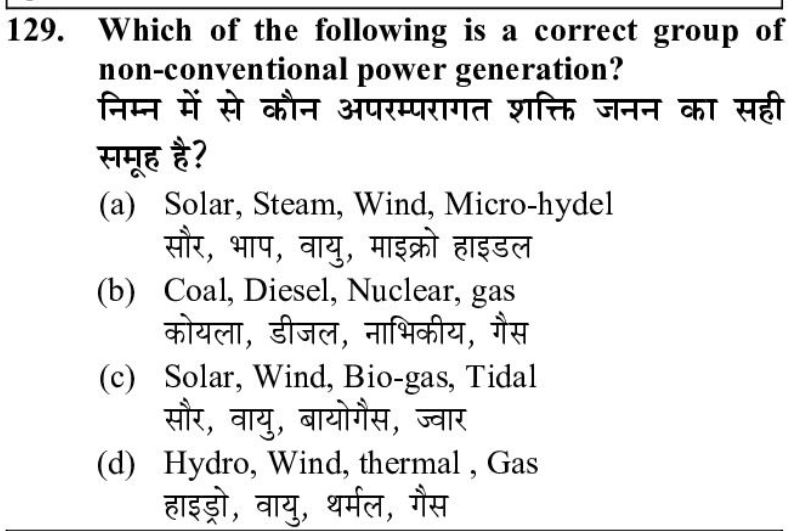 129. Which of the following is a correct group of
non-conventional power generation?
निम्न में से कौन अपरम्परागत शक्ति जनन का सही
समूह है?
(a) Solar, Steam, Wind, Micro-hydel
सौर, भाप, वायु, माइक्रो हाइडल
(b) Coal, Diesel, Nuclear, gas
कोयला, डीजल, नाभिकीय, गैस
(c) Solar, Wind, Bio-gas, Tidal
सौर, वायु, बायोगैस, ज्वार
(d) Hydro, Wind, thermal , Gas
हाइड्रो, वायु, थर्मल, गैस